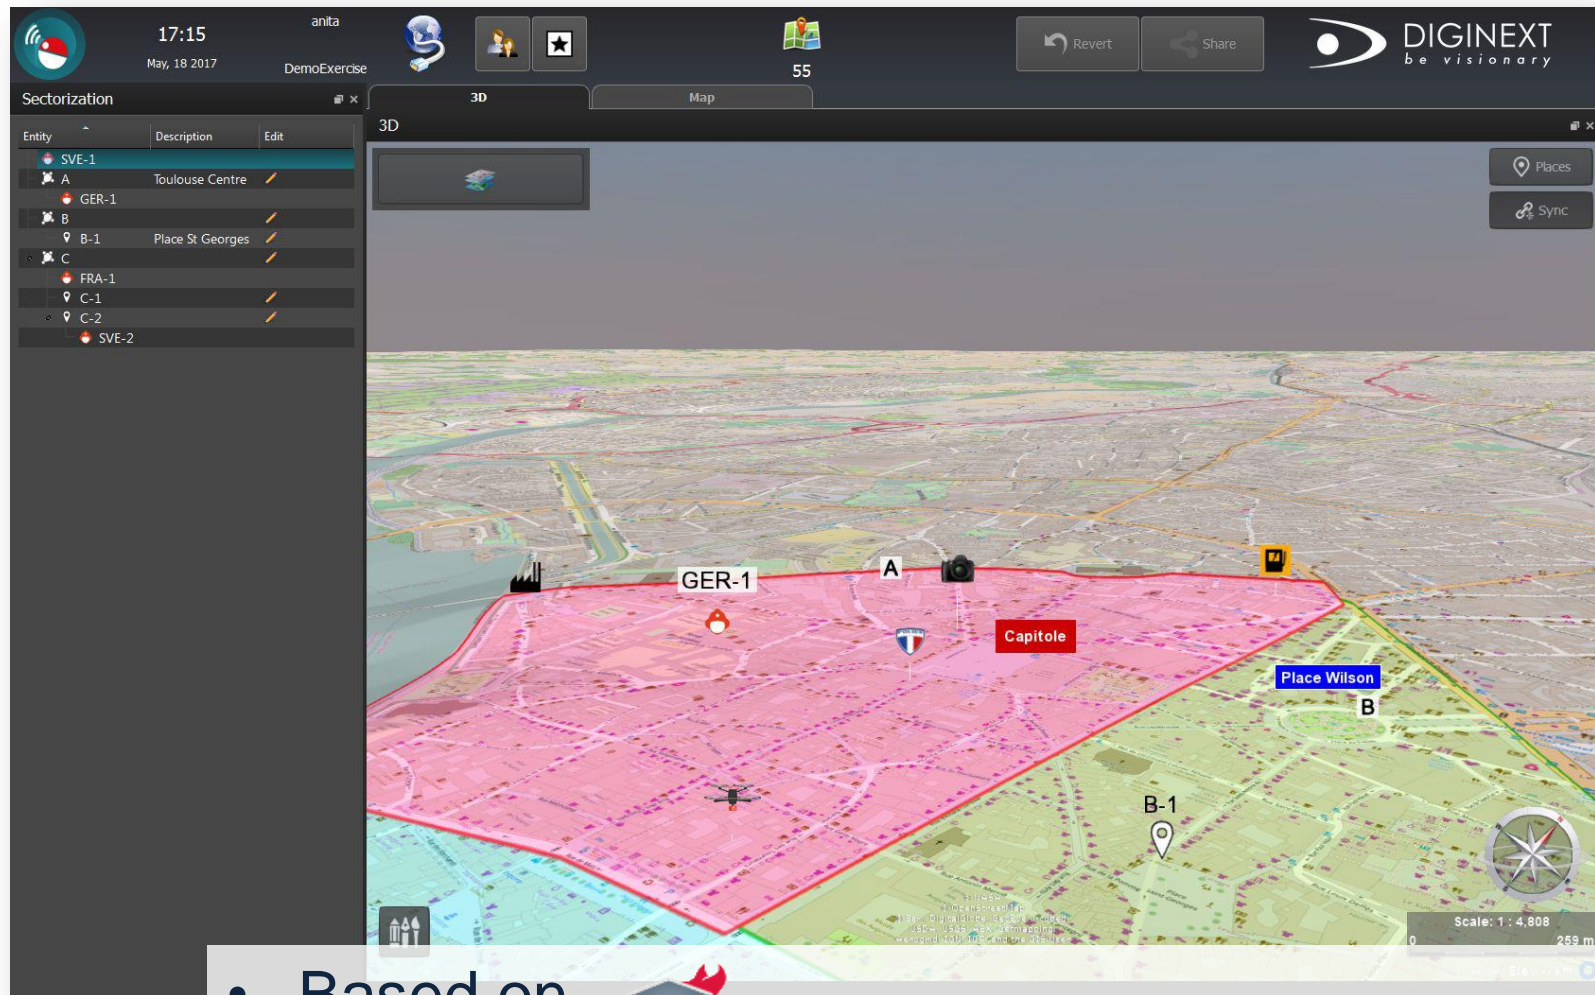 17:15
May, 18 2017
anita
DemoExercise
55
Revert
Share
DIGINEXT
be visionary
Sectorization
3D
Map
Entity
Description
Edit
3D
SVE-1
A Toulouse Centre
GER-1
B
B-1 Place St Georges
C
FRA-1
C-1
C-2
SVE-2
Places
Sync
GER-1
A
Capitole
Place Wilson
B
B-1
Scale: 1 : 4,808
0 259 m
• Based on